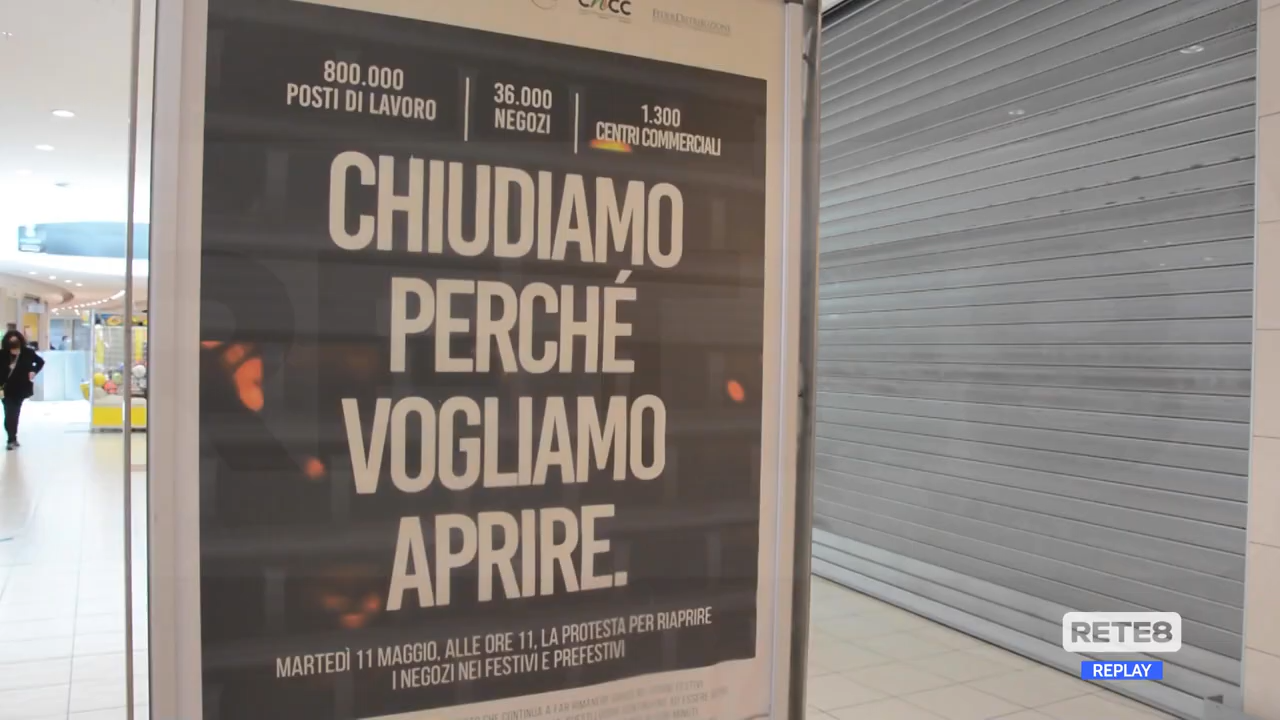 CNCC
FEDERDISTRIBUZIONE
800.000
POSTI DI LAVORO
36.000
NEGOZI
1.300
CENTRI COMMERCIALI
CHIUDIAMO
PERCHÉ
VOGLIAMO
APRIRE.
MARTEDÌ 11 MAGGIO, ALLE ORE 11, LA PROTESTA PER RIAPRIRE
I NEGOZI NEI FESTIVI E PREFESTIVI
RETE8
REPLAY